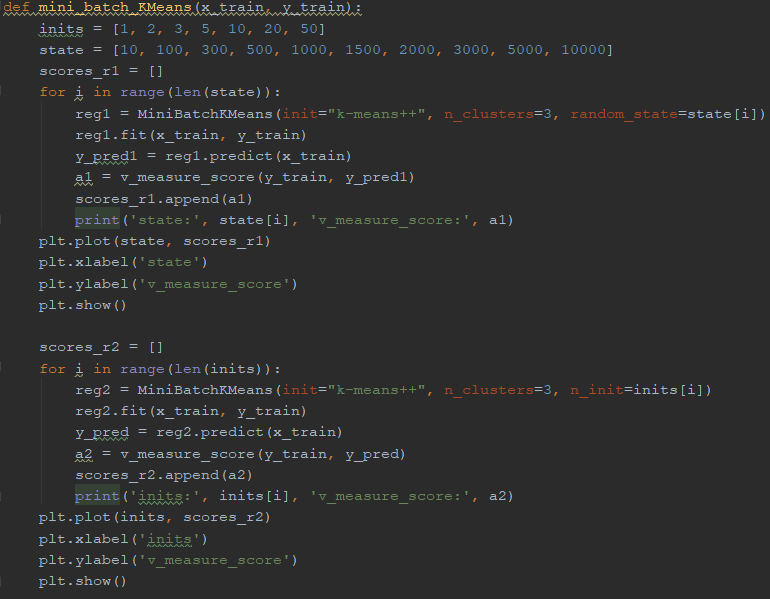 def mini_batch_KMeans(x_train, y_train):
    inits = [1, 2, 3, 5, 10, 20, 50]
    state = [10, 100, 300, 500, 1000, 1500, 2000, 3000, 5000, 10000]
    scores_r1 = []
    for i in range(len(state)):
        reg1 = MiniBatchKMeans(init="k-means++", n_clusters=3, random_state=state[i])
        reg1.fit(x_train, y_train)
        y_pred1 = reg1.predict(x_train)
        a1 = v_measure_score(y_train, y_pred1)
        scores_r1.append(a1)
        print('state:', state[i], 'v_measure_score:', a1)
    plt.plot(state, scores_r1)
    plt.xlabel('state')
    plt.ylabel('v_measure_score')
    plt.show()

    scores_r2 = []
    for i in range(len(inits)):
        reg2 = MiniBatchKMeans(init="k-means++", n_clusters=3, n_init=inits[i])
        reg2.fit(x_train, y_train)
        y_pred = reg2.predict(x_train)
        a2 = v_measure_score(y_train, y_pred)
        scores_r2.append(a2)
        print('inits:', inits[i], 'v_measure_score:', a2)
    plt.plot(inits, scores_r2)
    plt.xlabel('inits')
    plt.ylabel('v_measure_score')
    plt.show()